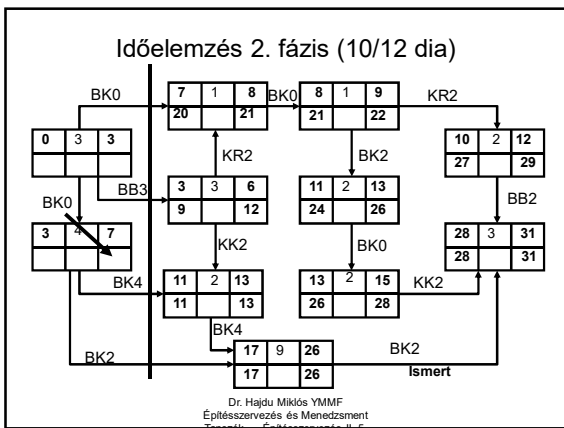 Időelemzés 2. fázis (10/12 dia)
BK0
7 1 8
20 21
BK0
8 1 9
21 22
KR2
0 3 3
10 2 12
27 29
KR2
BK2
BB3
3 3 6
9 12
11 2 13
24 26
BB2
BK0
3 4 7
KK2
BK0
28 3 31
28 31
BK4
11 2 13
11 13
13 2 15
26 28
KK2
BK4
BK2
17 9 26
17 26
BK2
Ismert
Dr. Hajdu Miklós YMMF
Építésszervezés és Menedzsment